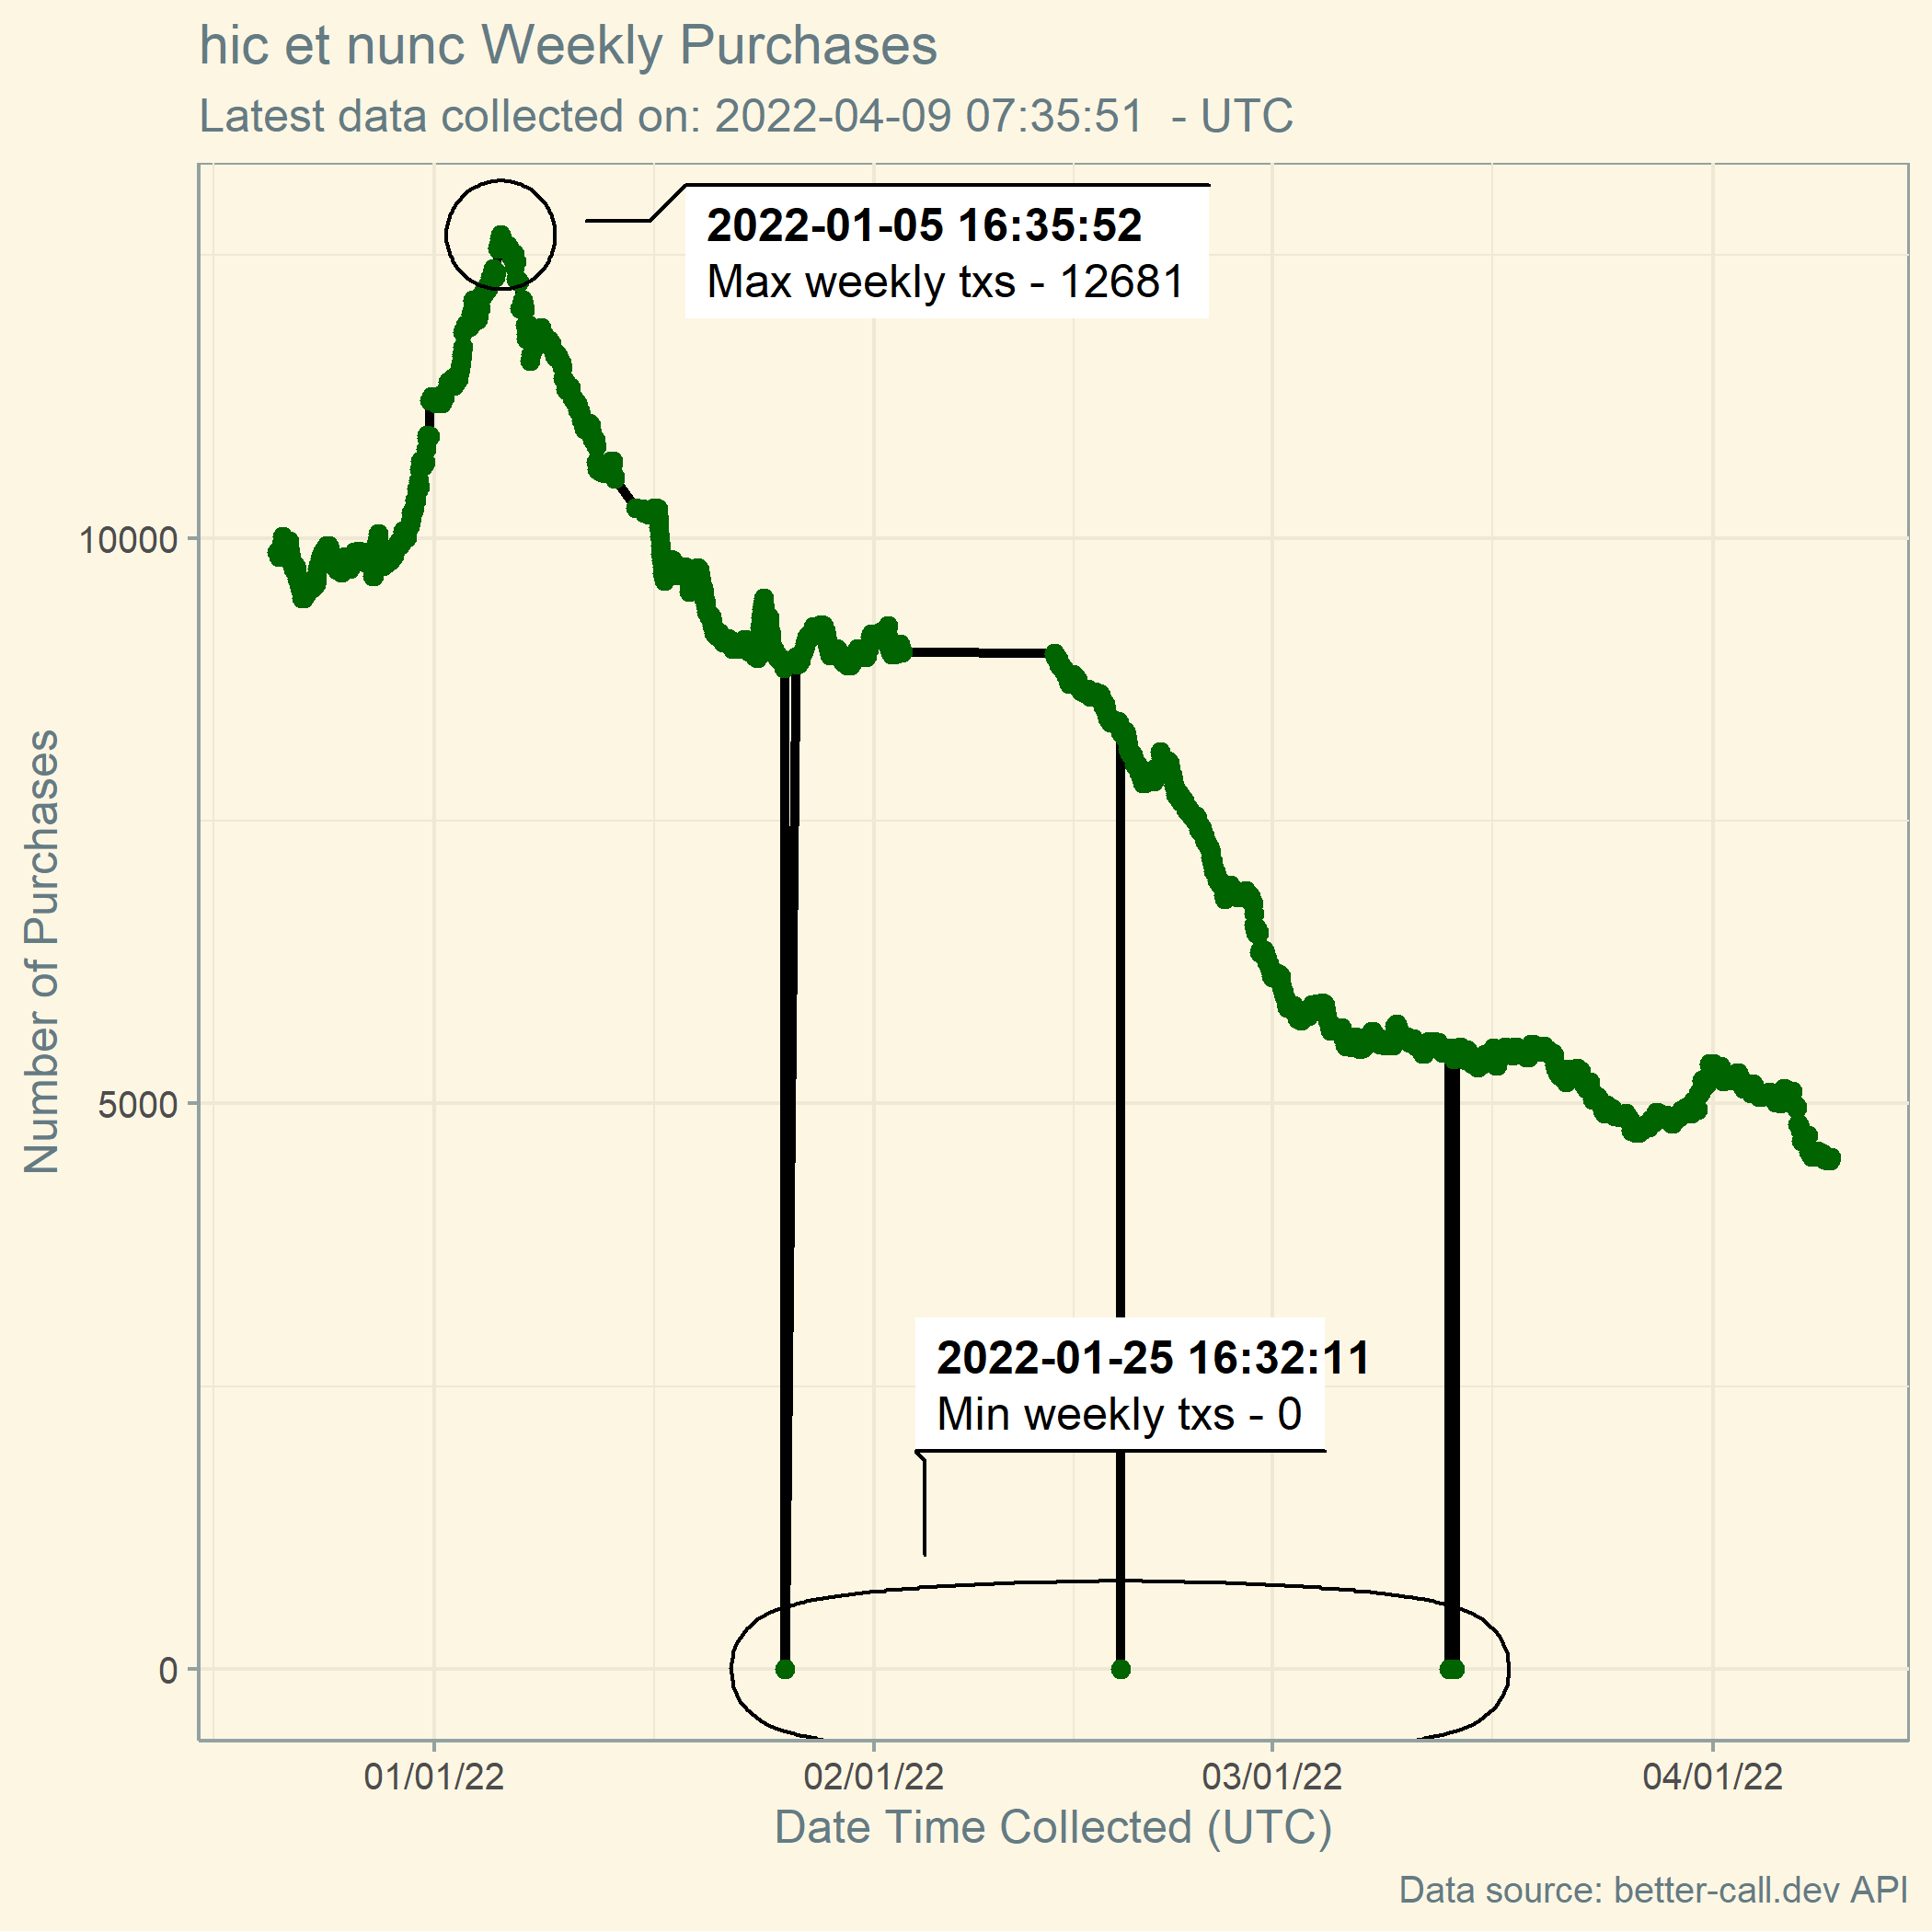 hic et nunc Weekly Purchases
Latest data collected on: 2022-04-09 07:35:51  - UTC
2022-01-05 16:35:52
Max weekly txs - 12681
10000
Number of Purchases
5000
2022-01-25 16:32:11
Min weekly txs - 0
0
01/01/22 02/01/22 03/01/22 04/01/22
Date Time Collected (UTC)
Data source: better-call.dev API